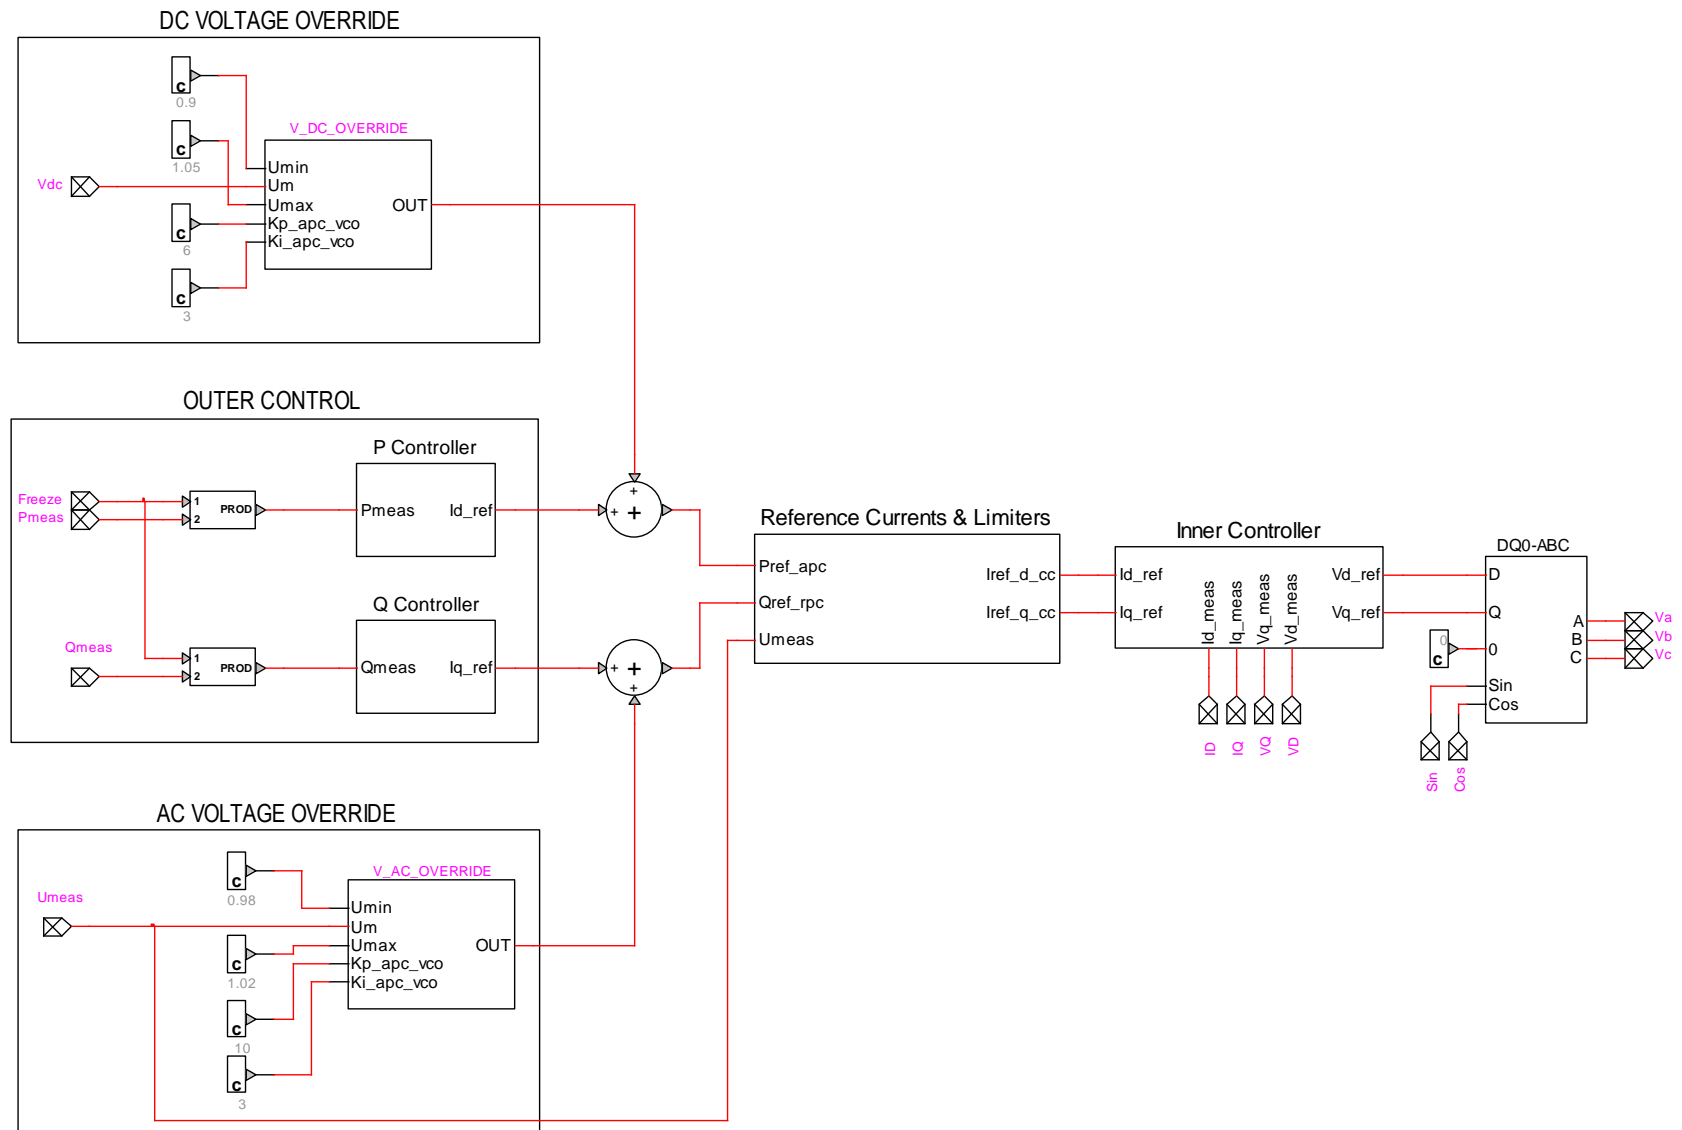 DC VOLTAGE OVERRIDE
C
0.9
C
1.05
V_DC_OVERRIDE
Umin
Vdc
Um
Umax
OUT
C
6
Kp_apc_vco
Ki_apc_vco
C
3
OUTER CONTROL
P Controller
Freeze
Pmeas
1
2
PROD
Pmeas
Id_ref
+
+
+
Q Controller
Qmeas
1
2
PROD
Qmeas
Iq_ref
+
+
+
Reference Currents & Limiters
Pref_apc
Qref_rpc
Umeas
Iref_d_cc
Iref_q_cc
Inner Controller
Id_ref
Iq_ref
Id_meas
Iq_meas
Vq_meas
Vd_meas
Vd_ref
Vq_ref
ID
IQ
VQ
VD
DQ0-ABC
D
Q
0
C
0
Sin
Cos
A
B
C
Va
Vb
Vc
Sin
Cos
AC VOLTAGE OVERRIDE
C
0.98
V_AC_OVERRIDE
Umeas
Umin
Um
Umax
OUT
Kp_apc_vco
Ki_apc_vco
C
1.02
C
10
C
3